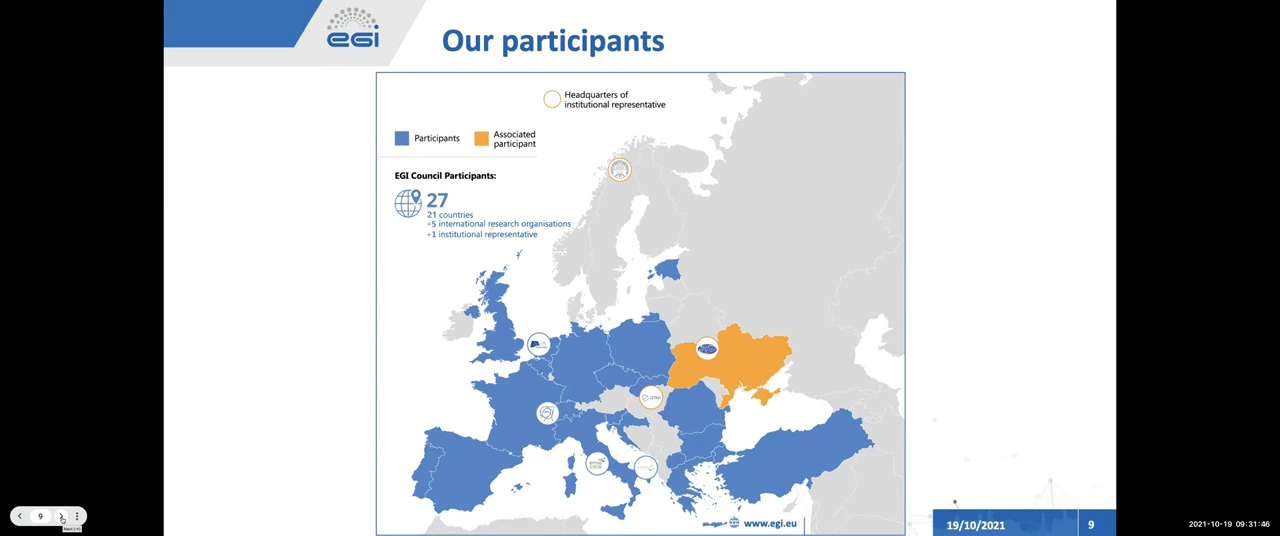 egi
Our participants
Headquarters of
institutional representative
Participants
Associated
participant
EGI Council Participants:
27
21 countries
+5 international research organisations
+1 institutional representative
www.egi.eu
19/10/2021
9
9
2021-10-19 09:31:46